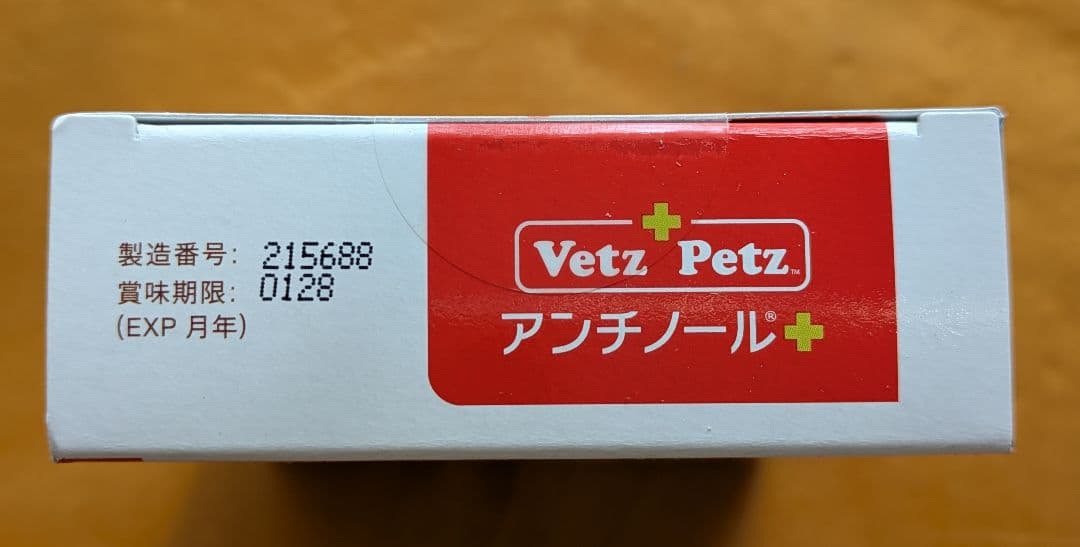 製造番号: 215688
賞味期限: 0128
(EXP 月年)
Vetz Petz™
アンチノール®+